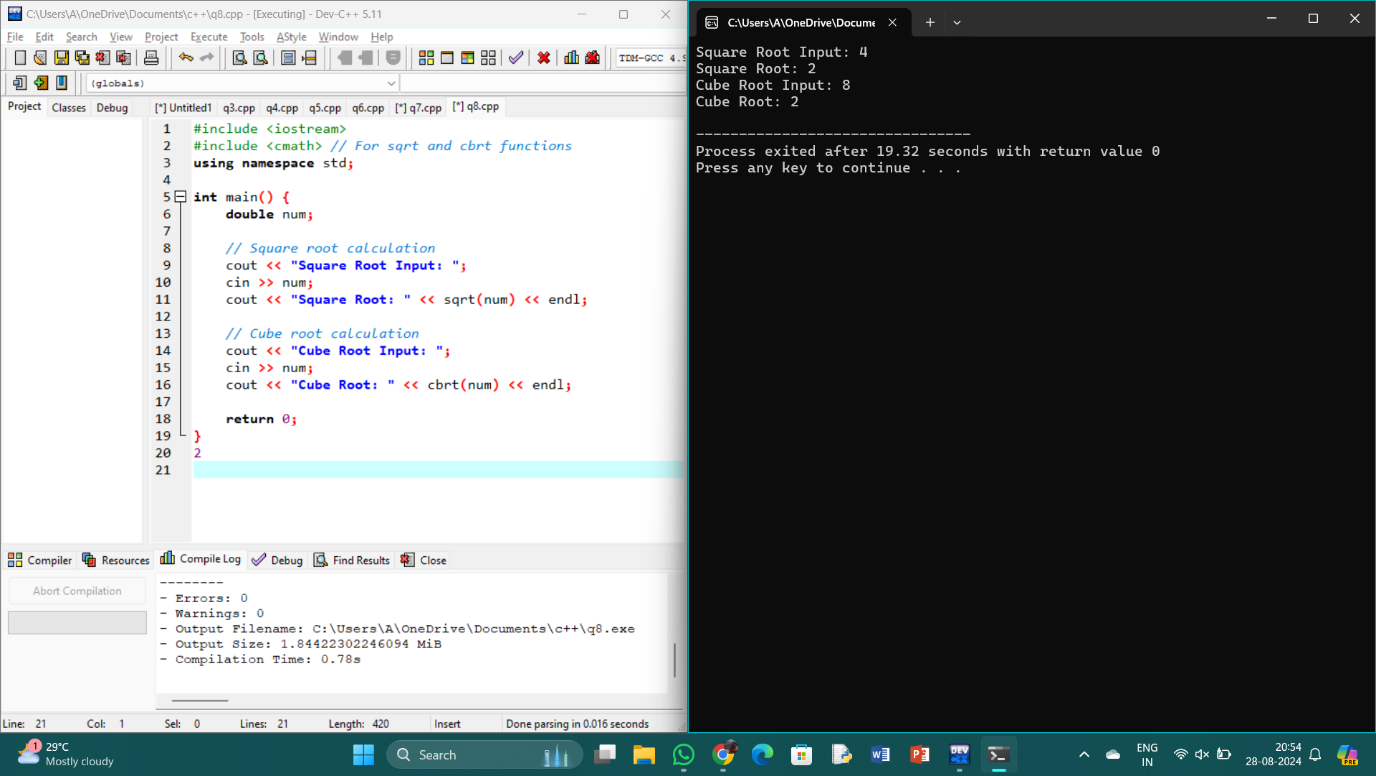 C:\Users\A\OneDrive\Documents\c++\q8.cpp - [Executing] - Dev-C++ 5.11
File Edit Search View Project Execute Tools AStyle Window Help
TDM-GCC 4.9
(globals)
Project Classes Debug
[*] Untitled1 q3.cpp q4.cpp q5.cpp q6.cpp [*] q7.cpp [*] q8.cpp
1 #include <iostream>
2 #include <cmath> // For sqrt and cbrt functions
3 using namespace std;
4
5 int main() {
6 double num;
7
8 // Square root calculation
9 cout << "Square Root Input: ";
10 cin >> num;
11 cout << "Square Root: " << sqrt(num) << endl;
12
13 // Cube root calculation
14 cout << "Cube Root Input: ";
15 cin >> num;
16 cout << "Cube Root: " << cbrt(num) << endl;
17
18 return 0;
19 }
20 2
21
Compiler Resources Compile Log Debug Find Results Close
Abort Compilation
--------
- Errors: 0
- Warnings: 0
- Output Filename: C:\Users\A\OneDrive\Documents\c++\q8.exe
- Output Size: 1.84422302246094 MiB
- Compilation Time: 0.78s
Line: 21 Col: 1 Sel: 0 Lines: 21 Length: 420 Insert Done parsing in 0.016 seconds
C:\Users\A\OneDrive\Docume
Square Root Input: 4
Square Root: 2
Cube Root Input: 8
Cube Root: 2
--------------------------------
Process exited after 19.32 seconds with return value 0
Press any key to continue . . .
1
29°C
Mostly cloudy
Search
DEV
PRE
ENG
IN
20:54
28-08-2024